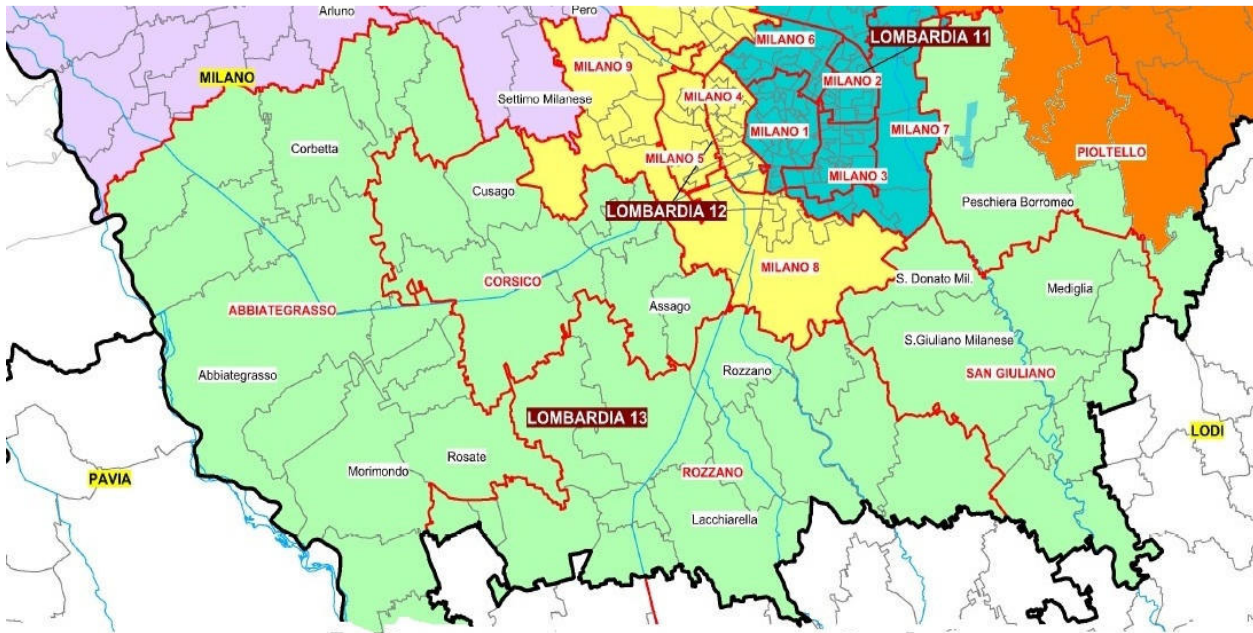 Arluno
Pero
MILANO 6
LOMBARDIA 11
MILANO 9
MILANO
MILANO 2
Settimo Milanese
MILANO 4
MILANO 1
MILANO 7
Corbetta
PIOLTELLO
MILANO 5
MILANO 3
Cusago
Peschiera Borromeo
LOMBARDIA 12
MILANO 8
S. Donato Mil.
CORSICO
Mediglia
ABBIATEGRASSO
Assago
S.Giuliano Milanese
Abbiategrasso
Rozzano
SAN GIULIANO
LOMBARDIA 13
LODI
Rosate
Morimondo
ROZZANO
PAVIA
Lacchiarella